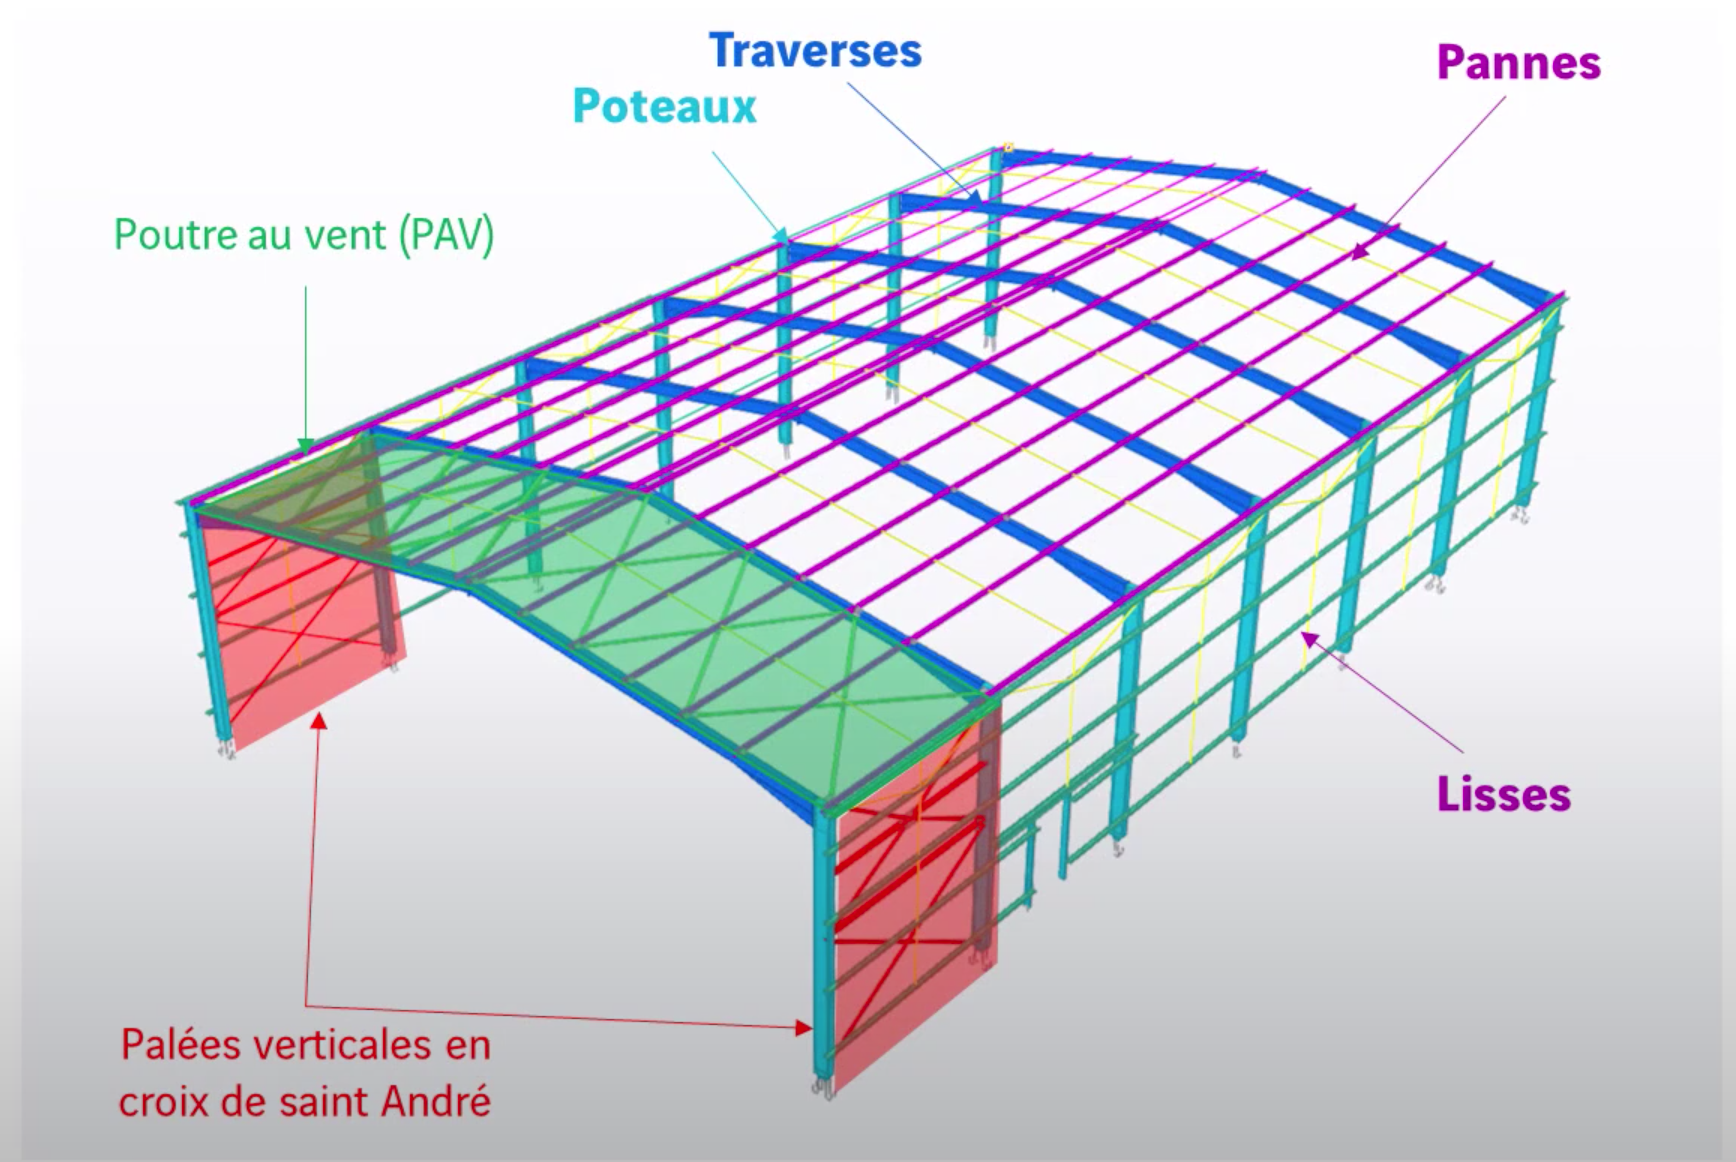 Traverses
Pannes
Poteaux
Poutre au vent (PAV)
Lisses
Palées verticales en
croix de saint André